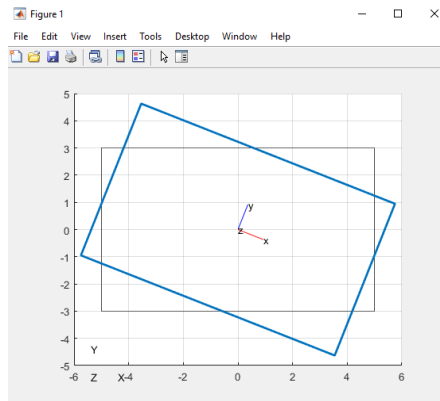 Figure 1
File Edit View Insert Tools Desktop Window Help
5
4
3
2
1
0
-1
-2
-3
-4
-5
y
z
x
Y
Z X
-6 -4 -2 0 2 4 6